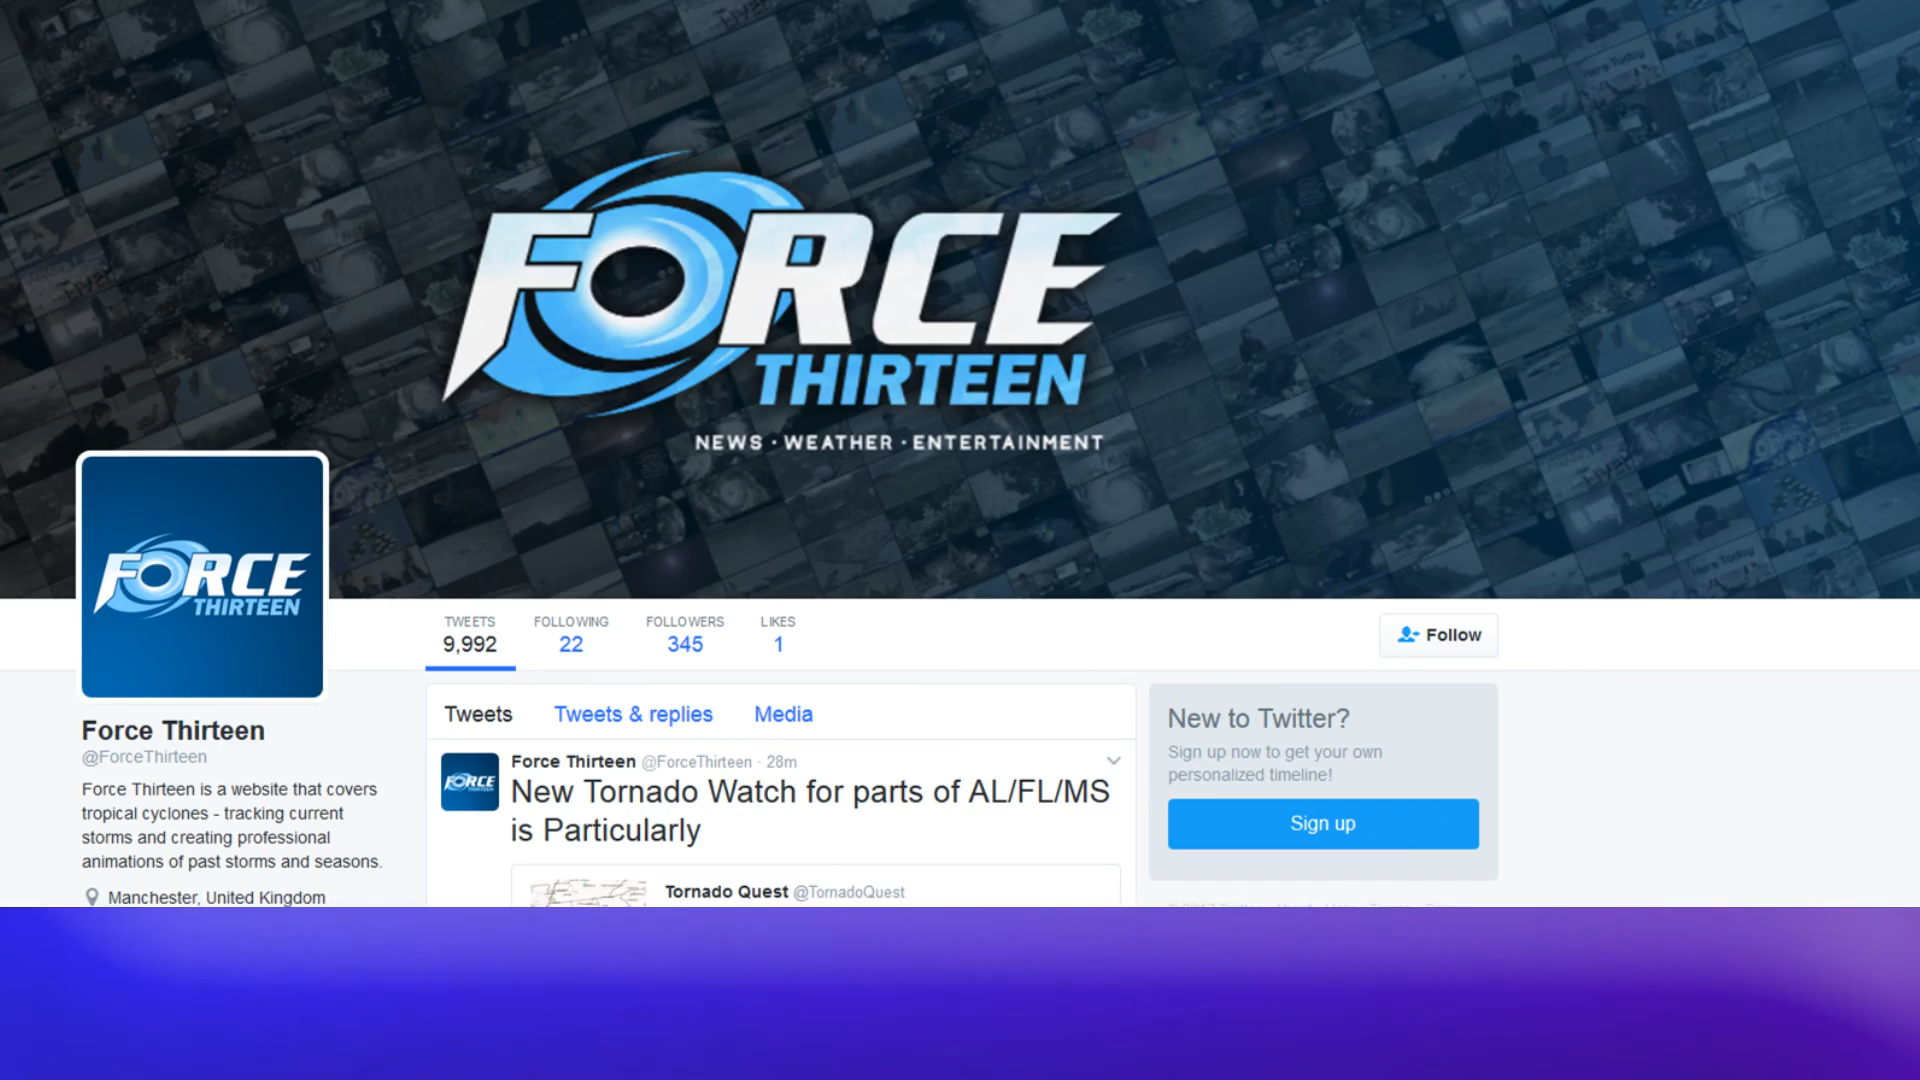 FORCE
THIRTEEN
NEWS · WEATHER · ENTERTAINMENT
FORCE
THIRTEEN
TWEETS
9,992
FOLLOWING
22
FOLLOWERS
345
LIKES
1
Follow
Force Thirteen
@ForceThirteen
Force Thirteen is a website that covers
tropical cyclones - tracking current
storms and creating professional
animations of past storms and seasons.
Manchester, United Kingdom
Tweets Tweets & replies Media
FORCE
THIRTEEN
Force Thirteen @ForceThirteen · 28m
New Tornado Watch for parts of AL/FL/MS
is Particularly
Tornado Quest @TornadoQuest
New to Twitter?
Sign up now to get your own
personalized timeline!
Sign up